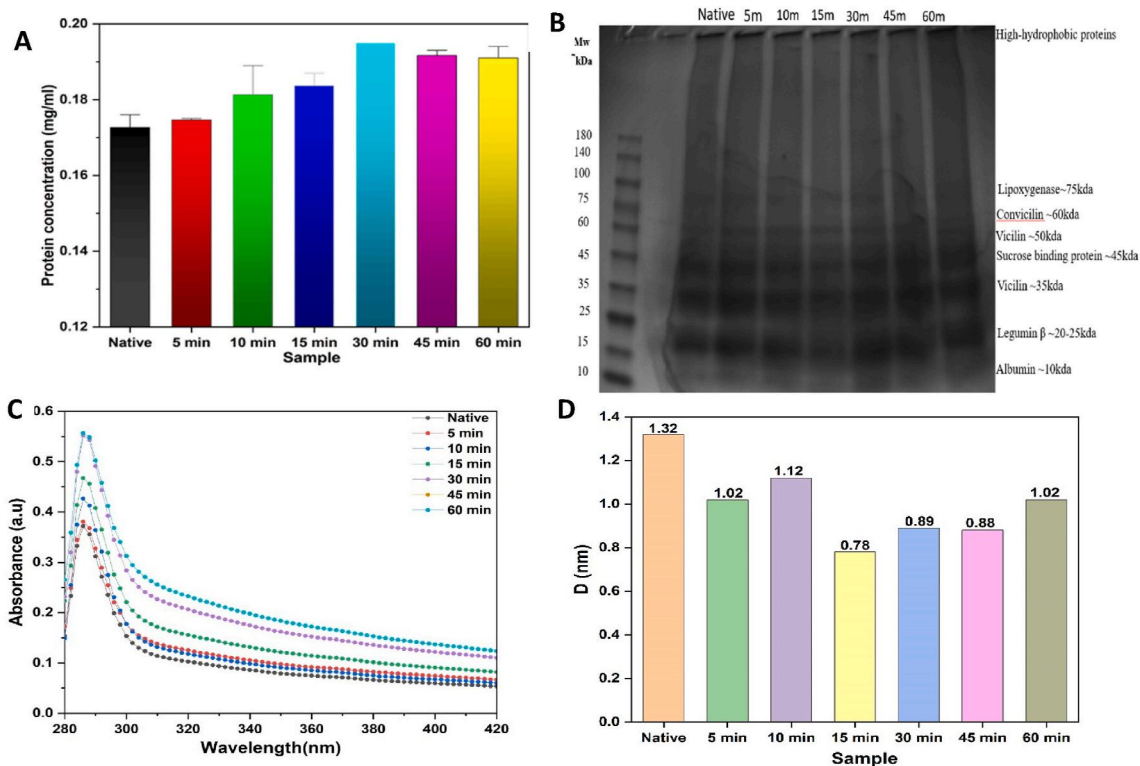 A
Protein concentration (mg/ml)
0.20
0.18
0.16
0.14
0.12
Native 5 min 10 min 15 min 30 min 45 min 60 min
Sample
B
Native 5m 10m 15m 30m 45m 60m
Mw
~kDa
180
140
100
75
60
45
35
25
15
10
High-hydrophobic proteins
Lipoxygenase~75kda
Convicilin ~60kda
Vicilin ~50kda
Sucrose binding protein ~45kda
Vicilin ~35kda
Legumin β ~20-25kda
Albumin ~10kda
C
Absorbance (a.u)
0.6
0.5
0.4
0.3
0.2
0.1
0.0
280 300 320 340 360 380 400 420
Wavelength(nm)
Native
5 min
10 min
15 min
30 min
45 min
60 min
D
D (nm)
1.4
1.2
1.0
0.8
0.6
0.4
0.2
0.0
1.32
1.02
1.12
0.78
0.89
0.88
1.02
Native 5 min 10 min 15 min 30 min 45 min 60 min
Sample